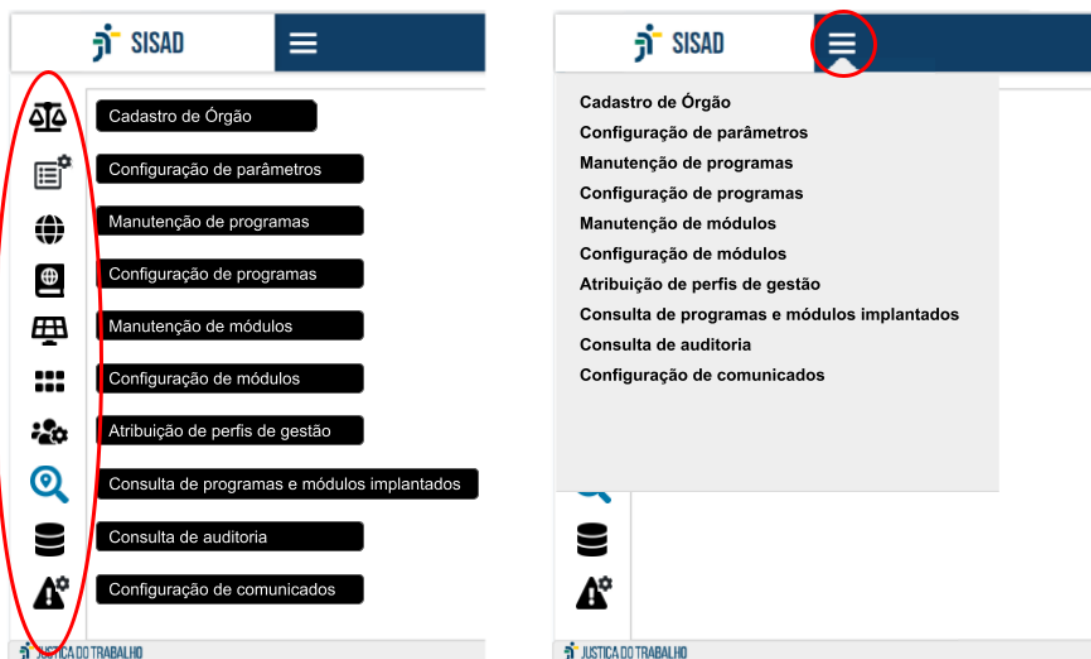 SISAD
Cadastro de Órgão
Configuração de parâmetros
Manutenção de programas
Configuração de programas
Manutenção de módulos
Configuração de módulos
Atribuição de perfis de gestão
Consulta de programas e módulos implantados
Consulta de auditoria
Configuração de comunicados
JUSTIÇA DO TRABALHO
SISAD
Cadastro de Órgão
Configuração de parâmetros
Manutenção de programas
Configuração de programas
Manutenção de módulos
Configuração de módulos
Atribuição de perfis de gestão
Consulta de programas e módulos implantados
Consulta de auditoria
Configuração de comunicados
JUSTIÇA DO TRABALHO